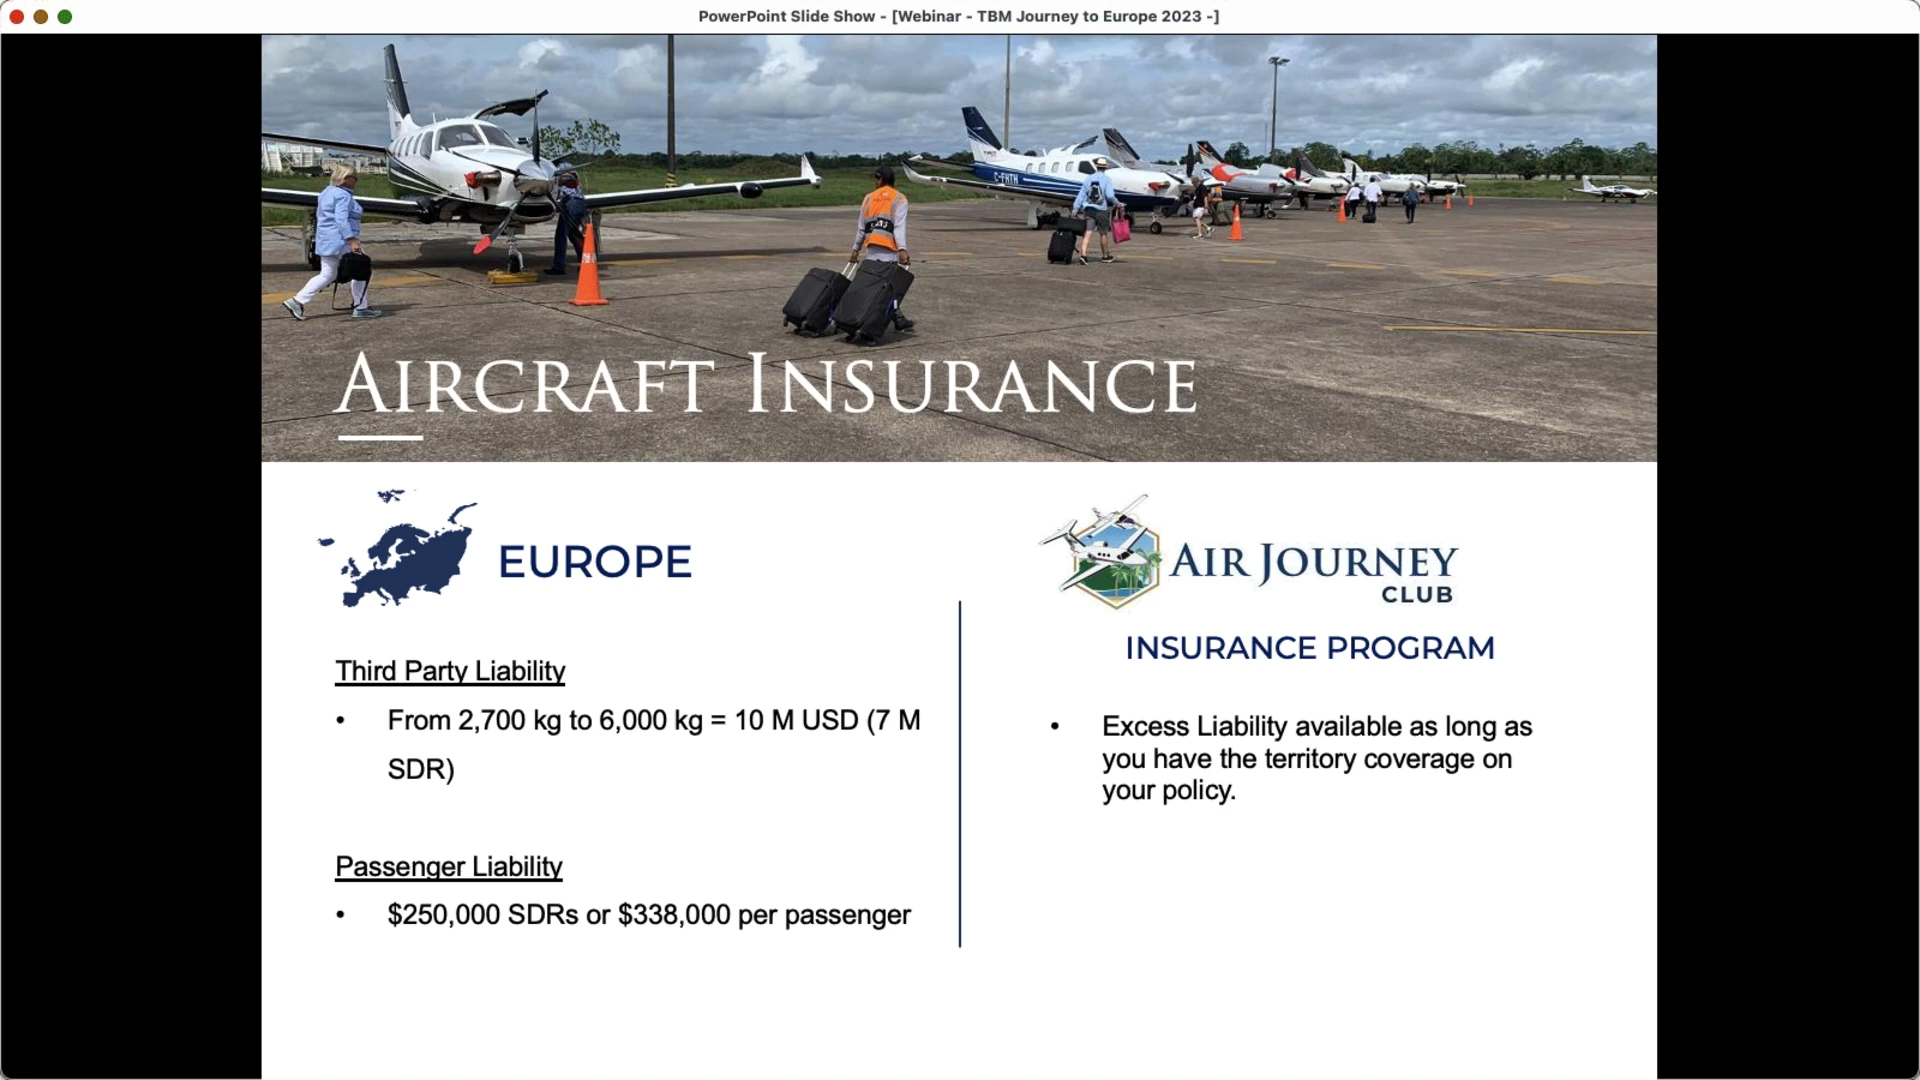 PowerPoint Slide Show - [Webinar - TBM Journey to Europe 2023 -]
C-FHTH
AIRCRAFT INSURANCE
EUROPE
Third Party Liability
• From 2,700 kg to 6,000 kg = 10 M USD (7 M
SDR)
Passenger Liability
• $250,000 SDRs or $338,000 per passenger
AIR JOURNEY
CLUB
INSURANCE PROGRAM
• Excess Liability available as long as
you have the territory coverage on
your policy.